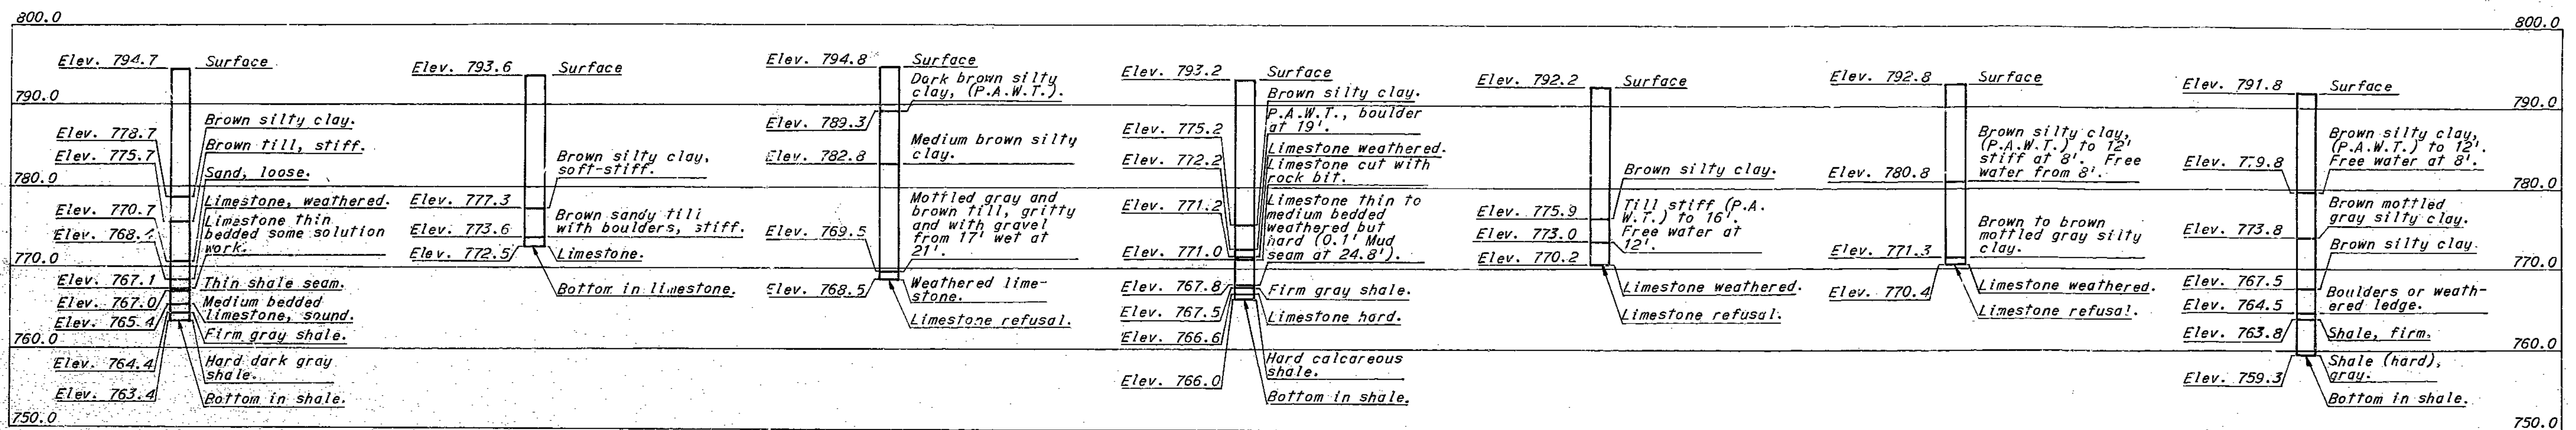 800.0
800.0
Elev. 794.7
Surface
790.0
Elev. 778.7
Elev. 775.7
Elev. 770.7
Elev. 768.4
Elev. 767.1
Elev. 767.0
Elev. 765.4
Elev. 764.4
Elev. 763.4
Brown silty clay.
Brown till, stiff.
Sand, loose.
Limestone, weathered.
Limestone thin
bedded some solution
work.
Thin shale seam.
Medium bedded
limestone, sound.
Firm gray shale.
Hard dark gray
shale.
Bottom in shale.
780.0
770.0
760.0
750.0
Elev. 793.6
Surface
Elev. 777.3
Elev. 773.6
Elev. 772.5
Brown silty clay,
soft-stiff.
Brown sandy till
with boulders, stiff.
Limestone.
Bottom in limestone.
Elev. 794.8
Surface
Elev. 789.3
Elev. 782.8
Elev. 769.5
Elev. 768.5
Dark brown silty
clay, (P.A.W.T.).
Medium brown silty
clay.
Mottled gray and
brown till, gritty
and with gravel
from 17' wet at
21'.
Weathered lime-
stone.
Limestone refusal.
Elev. 793.2
Surface
Elev. 775.2
Elev. 772.2
Elev. 771.2
Elev. 771.0
Elev. 767.8
Elev. 767.5
Elev. 766.6
Elev. 766.0
Brown silty clay.
P.A.W.T., boulder
at 19'.
Limestone weathered.
Limestone cut with
rock bit.
Limestone thin to
medium bedded
weathered but
hard (0.1' Mud
seam at 24.8').
Firm gray shale.
Limestone hard.
Hard calcareous
shale.
Bottom in shale.
Elev. 792.2
Surface
Elev. 775.9
Elev. 773.0
Elev. 770.2
Brown silty clay.
Till stiff (P.A.
W.T.) to 16'.
Free water at
12'.
Limestone weathered.
Limestone refusal.
Elev. 792.8
Surface
Elev. 780.8
Elev. 771.3
Elev. 770.4
Brown silty clay,
(P.A.W.T.) to 12'
stiff at 8'. Free
water from 8'.
Brown to brown
mottled gray silty
clay.
Limestone weathered.
Limestone refusal.
Elev. 791.8
Surface
Elev. 779.8
Elev. 773.8
Elev. 767.5
Elev. 764.5
Elev. 763.8
Elev. 759.3
Brown silty clay,
(P.A.W.T.) to 12'.
Free water at 8'.
Brown mottled
gray silty clay.
Brown silty clay.
Boulders or weath-
ered ledge.
Shale, firm.
Shale (hard),
gray.
Bottom in shale.
790.0
780.0
770.0
760.0
750.0